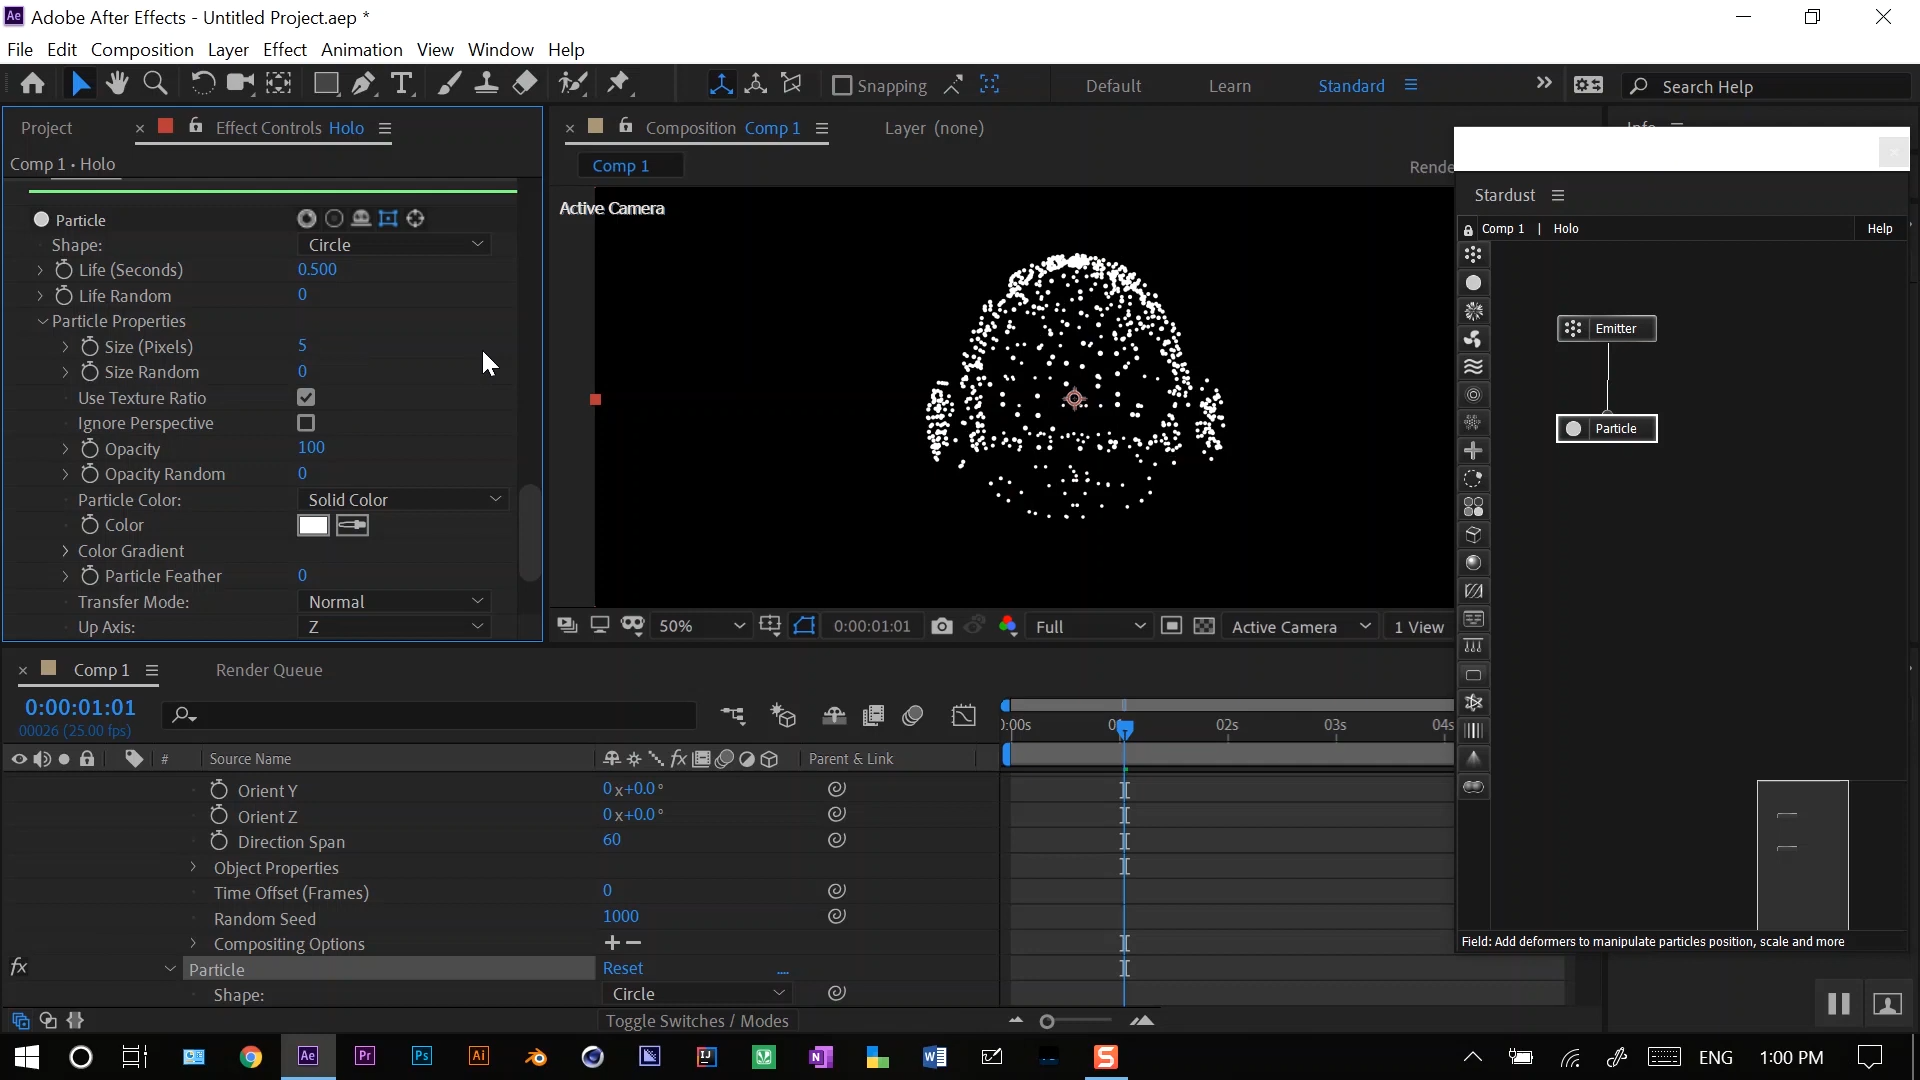 Ae Adobe After Effects - Untitled Project.aep *
File Edit Composition Layer Effect Animation View Window Help
Snapping Default Learn Standard Search Help
Project Effect Controls Holo
Comp 1 • Holo
Particle
Shape: Circle
Life (Seconds) 0.500
Life Random 0
Particle Properties
Size (Pixels) 5
Size Random 0
Use Texture Ratio
Ignore Perspective
Opacity 100
Opacity Random 0
Particle Color: Solid Color
Color
Color Gradient
Particle Feather 0
Transfer Mode: Normal
Up Axis: Z
Composition Comp 1 Layer (none)
Comp 1
Active Camera
50% 0:00:01:01 Full Active Camera 1 View
Stardust
Comp 1 | Holo Help
Emitter
Particle
Field: Add deformers to manipulate particles position, scale and more
Comp 1 Render Queue
0:00:01:01
00026 (25.00 fps)
02s 03s
# Source Name Parent & Link
Orient Y 0x+0.0°
Orient Z 0x+0.0°
Direction Span 60
Object Properties
Time Offset (Frames) 0
Random Seed 1000
Compositing Options +−
fx Particle Reset ....
Shape: Circle
Toggle Switches / Modes
Ae Pr Ps Ai IJ N W S ENG 1:00 PM